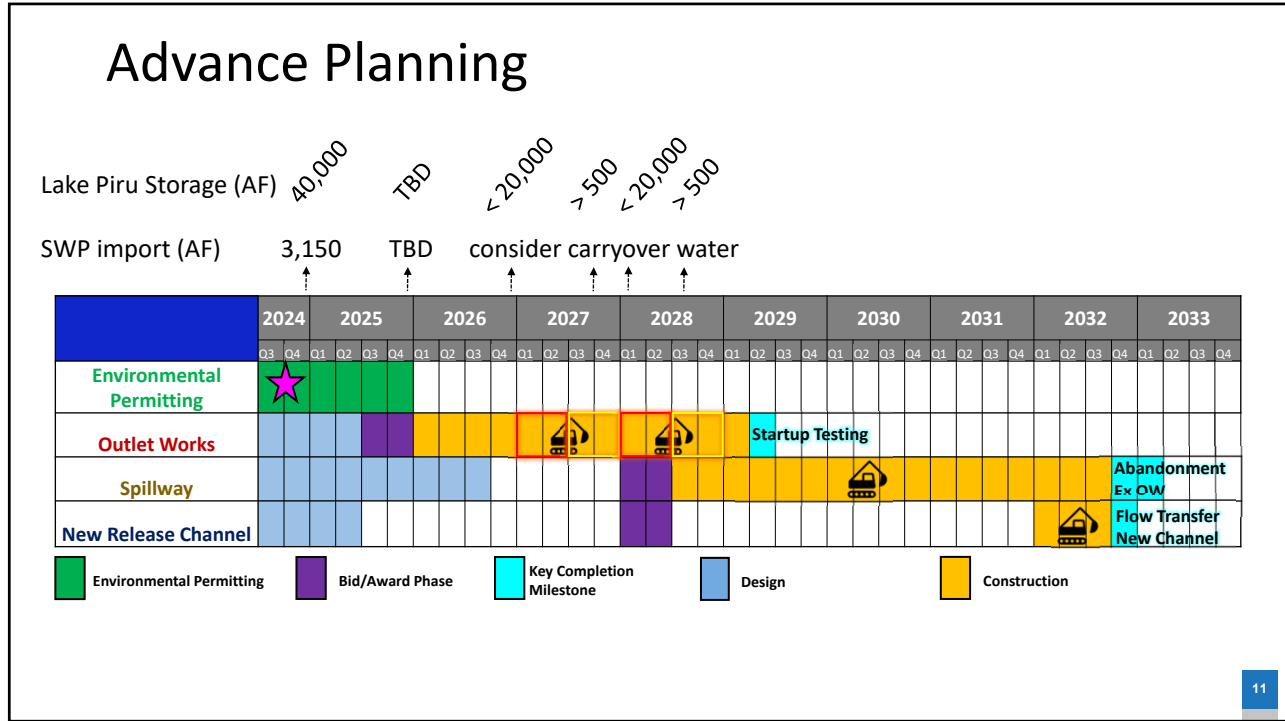 Advance Planning
Lake Piru Storage (AF) 40,000 TBD < 20,000 > 500 < 20,000 > 500
SWP import (AF) 3,150 TBD consider carryover water
2024 2025 2026 2027 2028 2029 2030 2031 2032 2033
Q3 Q4 Q1 Q2 Q3 Q4 Q1 Q2 Q3 Q4 Q1 Q2 Q3 Q4 Q1 Q2 Q3 Q4 Q1 Q2 Q3 Q4 Q1 Q2 Q3 Q4 Q1 Q2 Q3 Q4 Q1 Q2 Q3 Q4 Q1 Q2 Q3 Q4
Environmental
Permitting
Outlet Works Startup Testing
Spillway Abandonment
Ex OW
New Release Channel Flow Transfer
New Channel
Environmental Permitting Bid/Award Phase Key Completion
Milestone Design Construction
11